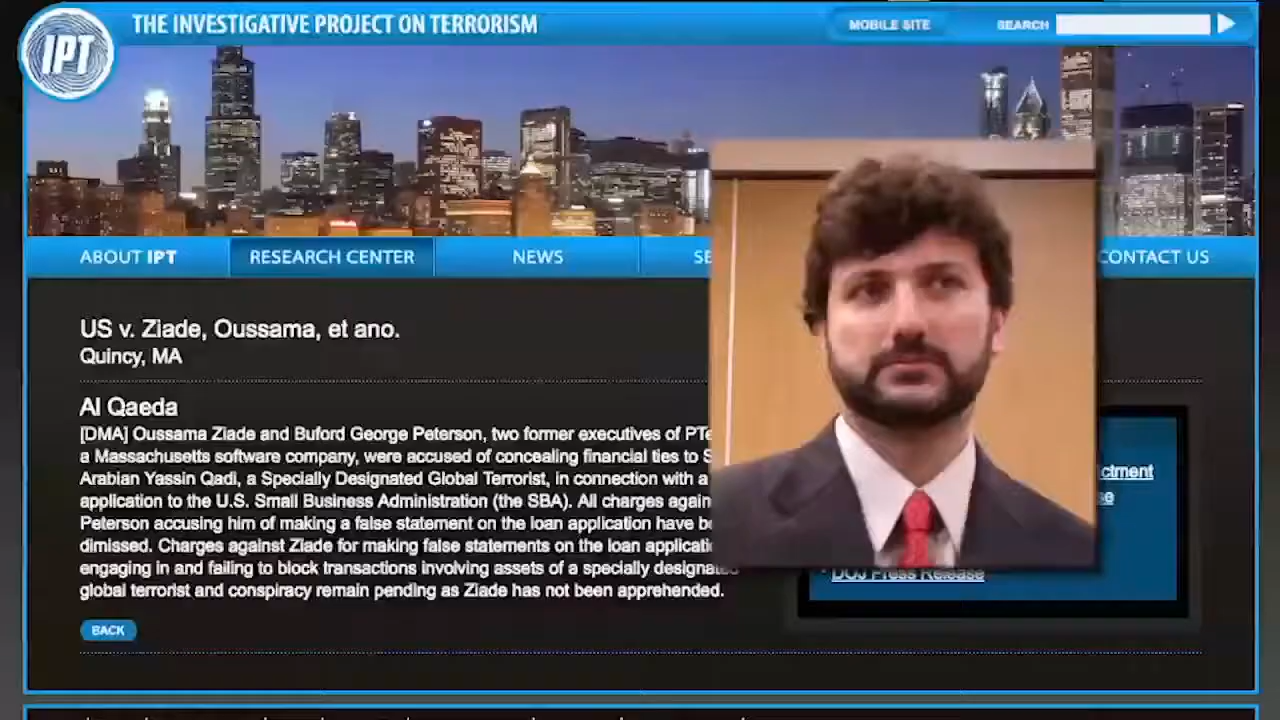 IPT
THE INVESTIGATIVE PROJECT ON TERRORISM
MOBILE SITE
SEARCH
ABOUT IPT
RESEARCH CENTER
NEWS
CONTACT US
US v. Ziade, Oussama, et ano.
Quincy, MA
Al Qaeda
[DMA] Oussama Ziade and Buford George Peterson, two former executives of
a Massachusetts software company, were accused of concealing financial ties to
Arabian Yassin Qadi, a Specially Designated Global Terrorist, in connection with a
application to the U.S. Small Business Administration (the SBA). All charges
Peterson accusing him of making a false statement on the loan application have
dimissed. Charges against Ziade for making false statements on the loan
engaging in and failing to block transactions involving assets of a specially designated
global terrorist and conspiracy remain pending as Ziade has not been apprehended.
DOJ Press Release
BACK